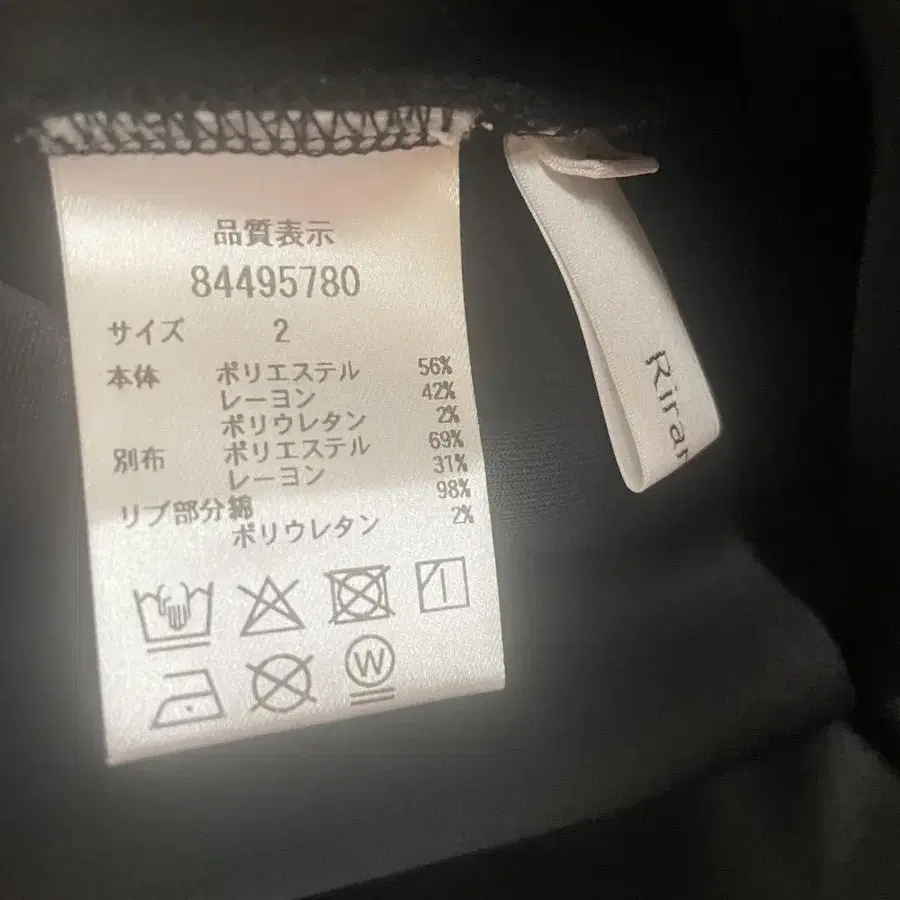 品質表示
84495780
サイズ 2
本体 ポリエステル 56%
レーヨン 42%
ポリウレタン 2%
別布 ポリエステル 69%
レーヨン 31%
リブ部分綿 98%
ポリウレタン 2%
W
Riran